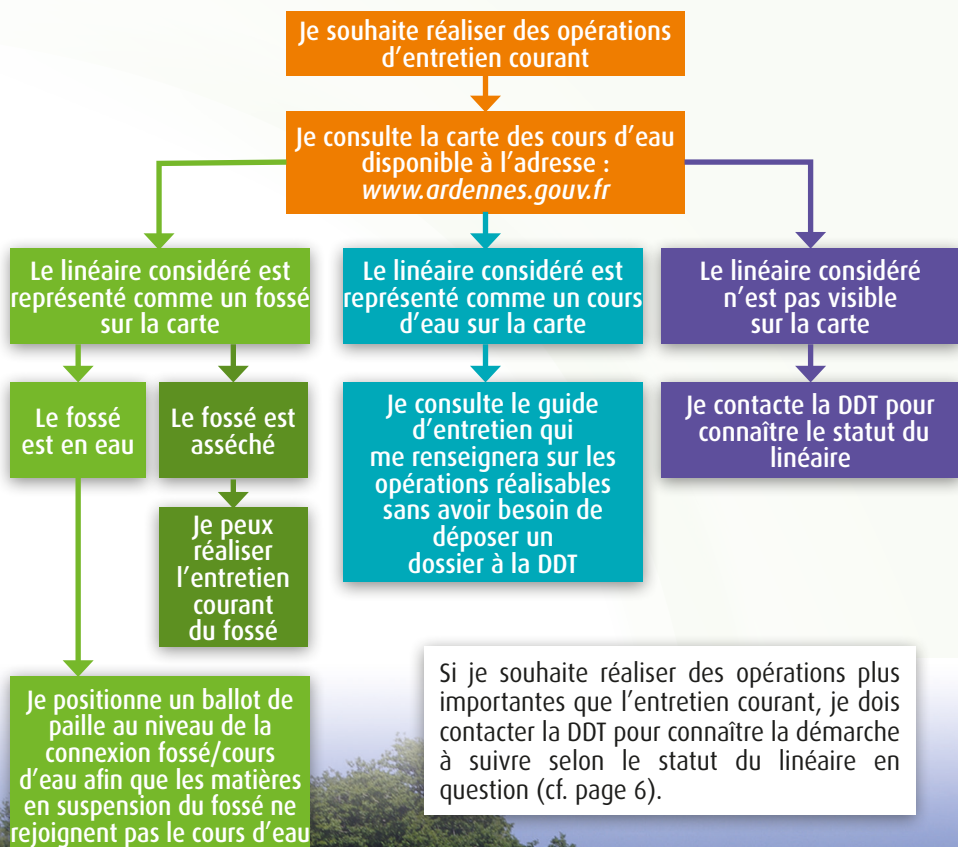 Je souhaite réaliser des opérations
d'entretien courant
Je consulte la carte des cours d'eau
disponible à l'adresse :
www.ardennes.gouv.fr
Le linéaire considéré est
représenté comme un fossé
sur la carte
Le linéaire considéré est
représenté comme un cours
d'eau sur la carte
Le linéaire considéré
n'est pas visible
sur la carte
Le fossé
est en eau
Le fossé est
asséché
Je consulte le guide
d'entretien qui
me renseignera sur les
opérations réalisables
sans avoir besoin de
déposer un
dossier à la DDT
Je contacte la DDT pour
connaître le statut du
linéaire
Je peux
réaliser
l'entretien
courant
du fossé
Je positionne un ballot de
paille au niveau de la
connexion fossé/cours
d'eau afin que les matières
en suspension du fossé ne
rejoignent pas le cours d'eau
Si je souhaite réaliser des opérations plus
importantes que l'entretien courant, je dois
contacter la DDT pour connaître la démarche
à suivre selon le statut du linéaire en
question (cf. page 6).